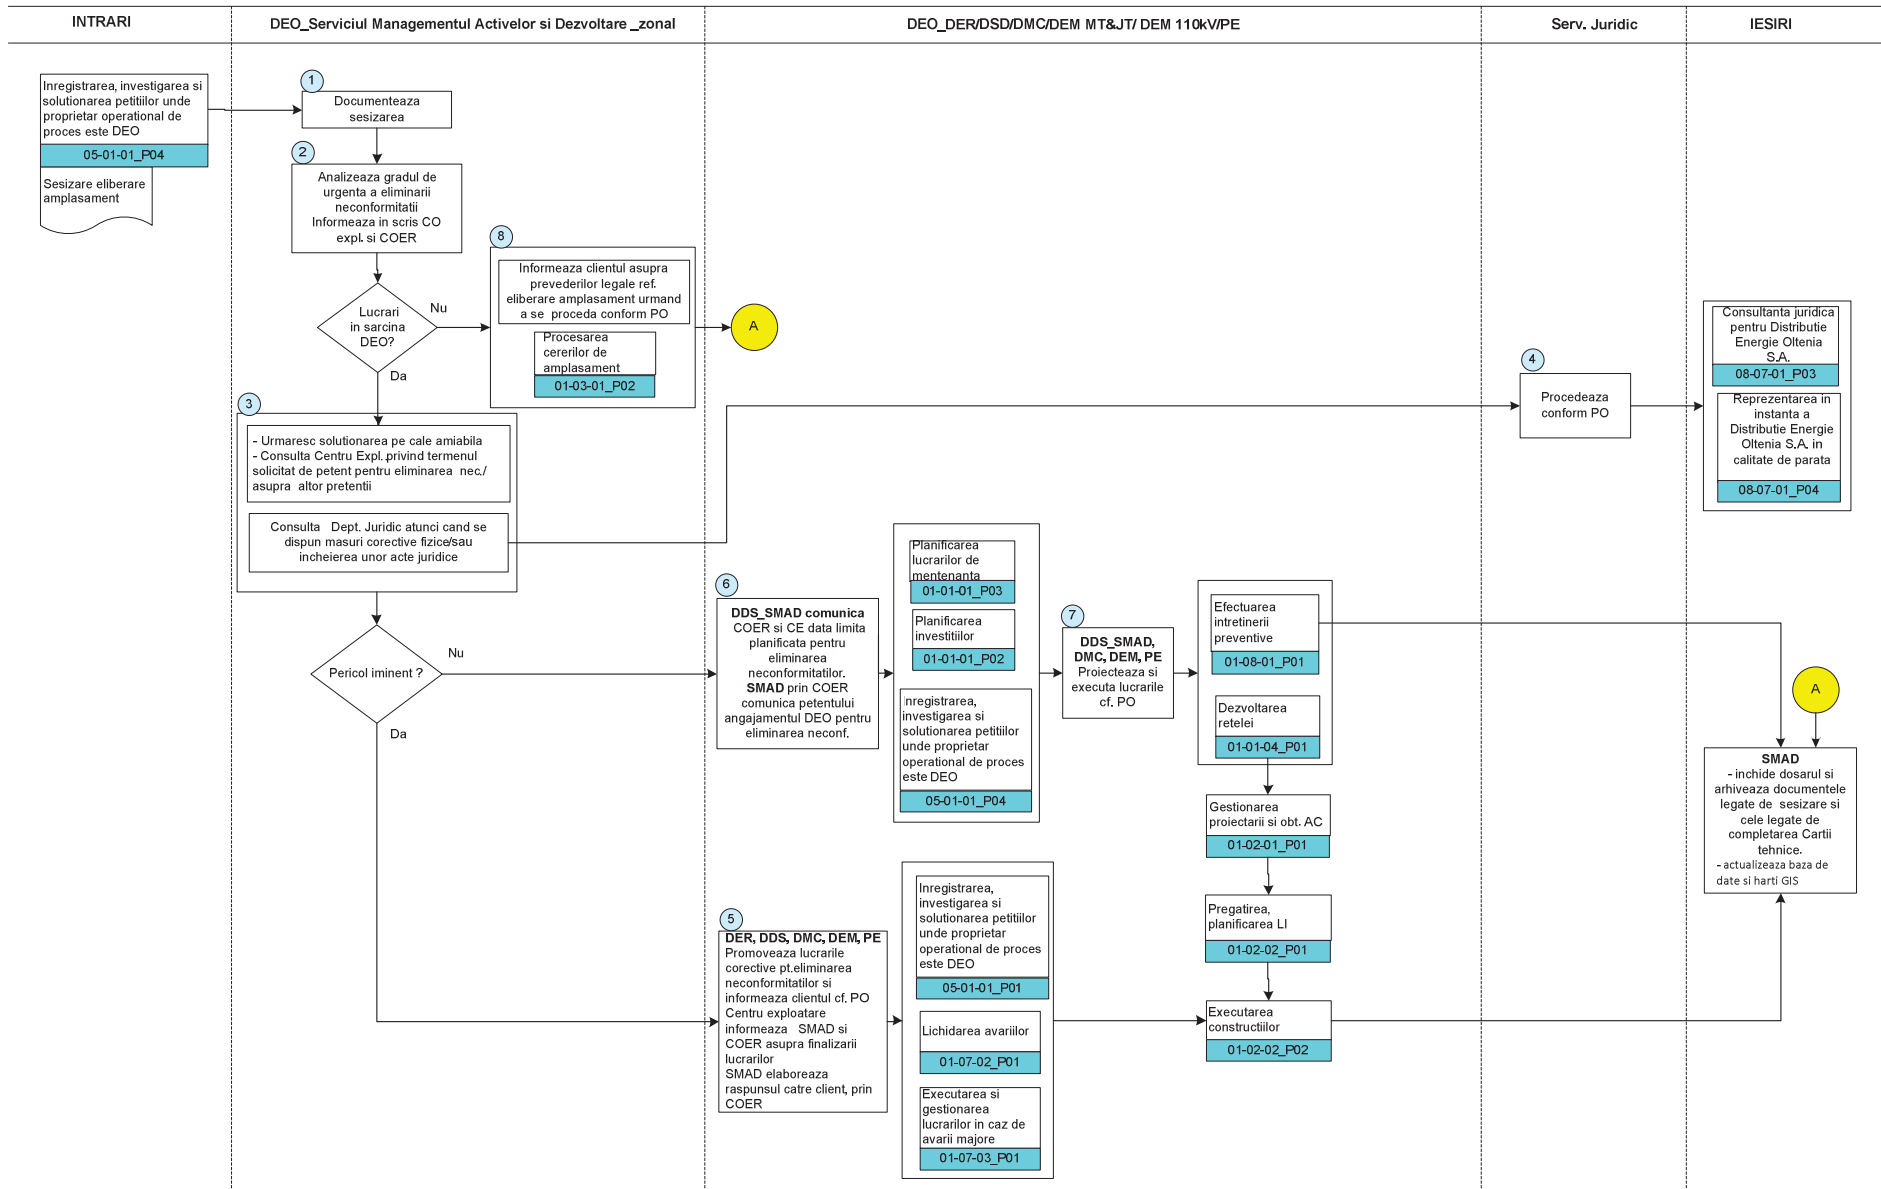 INTRARI
DEO_Serviciul Managementul Activelor si Dezvoltare _zonal
DEO_DER/DSD/DMC/DEM MT&JT/ DEM 110kV/PE
Serv. Juridic
IESIRI
Inregistrarea, investigarea si
solutionarea petitiilor unde
proprietar operational de
proces este DEO
05-01-01_P04
Sesizare eliberare
amplasament
1
Documenteaza
sesizarea
2
Analizeaza gradul de
urgenta a eliminarii
neconformitatii
Informeaza in scris CO
expl. si COER
Lucrari
in sarcina
DEO?
Nu
Da
8
Informeaza clientul asupra
prevederilor legale ref.
eliberare amplasament urmand
a se proceda conform PO
Procesarea
cererilor de
amplasament
01-03-01_P02
A
3
- Urmaresc solutionarea pe cale amiabila
- Consulta Centru Expl. privind termenul
solicitat de petent pentru eliminarea nec./
asupra altor pretentii
Consulta Dept. Juridic atunci cand se
dispun masuri corective fizice/sau
incheierea unor acte juridice
Pericol iminent ?
Nu
Da
4
Procedeaza
conform PO
Consultanta juridica
pentru Distributie
Energie Oltenia
S.A.
08-07-01_P03
Reprezentarea in
instanta a
Distributie Energie
Oltenia S.A. in
calitate de parata
08-07-01_P04
6
DDS_SMAD comunica
COER si CE data limita
planificata pentru
eliminarea
neconformitatilor.
SMAD prin COER
comunica petentului
angajamentul DEO pentru
eliminarea neconf.
Planificarea
lucrarilor de
mentenanta
01-01-01_P03
Planificarea
investitiilor
01-01-01_P02
Inregistrarea,
investigarea si
solutionarea petitiilor
unde proprietar
operational de proces
este DEO
05-01-01_P04
7
DDS_SMAD,
DMC, DEM, PE
Proiecteaza si
executa lucrarile
cf. PO
Efectuarea
intretinerii
preventive
01-08-01_P01
Dezvoltarea
retelei
01-01-04_P01
Gestionarea
proiectarii si obt. AC
01-02-01_P01
Pregatirea,
planificarea LI
01-02-02_P01
Executarea
constructiilor
01-02-02_P02
5
DER, DDS, DMC, DEM, PE
Promoveaza lucrarile
corective pt.eliminarea
neconformitatilor si
informeaza clientul cf. PO
Centru exploatare
informeaza SMAD si
COER asupra finalizarii
lucrarilor
SMAD elaboreaza
raspunsul catre client, prin
COER
Inregistrarea,
investigarea si
solutionarea petitiilor
unde proprietar
operational de proces
este DEO
05-01-01_P01
Lichidarea avariilor
01-07-02_P01
Executarea si
gestionarea
lucrarilor in caz de
avarii majore
01-07-03_P01
A
SMAD
- inchide dosarul si
arhiveaza documentele
legate de sesizare si
cele legate de
completarea Cartii
tehnice.
- actualizeaza baza de
date si harti GIS